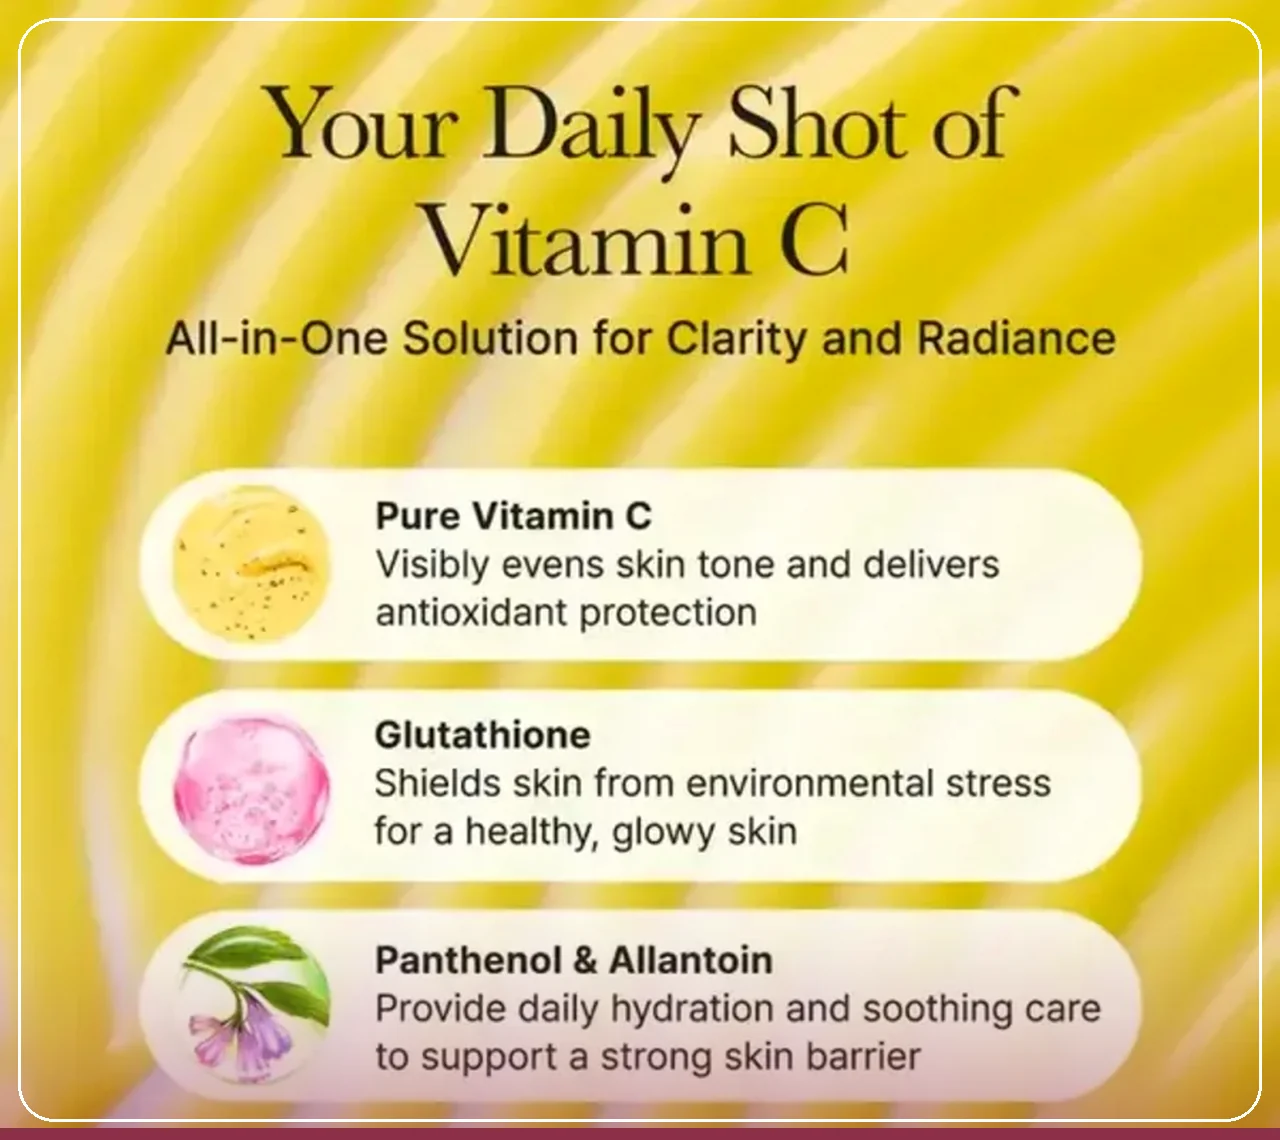 Your Daily Shot of
Vitamin C
All-in-One Solution for Clarity and Radiance
Pure Vitamin C
Visibly evens skin tone and delivers
antioxidant protection
Glutathione
Shields skin from environmental stress
for a healthy, glowy skin
Panthenol & Allantoin
Provide daily hydration and soothing care
to support a strong skin barrier